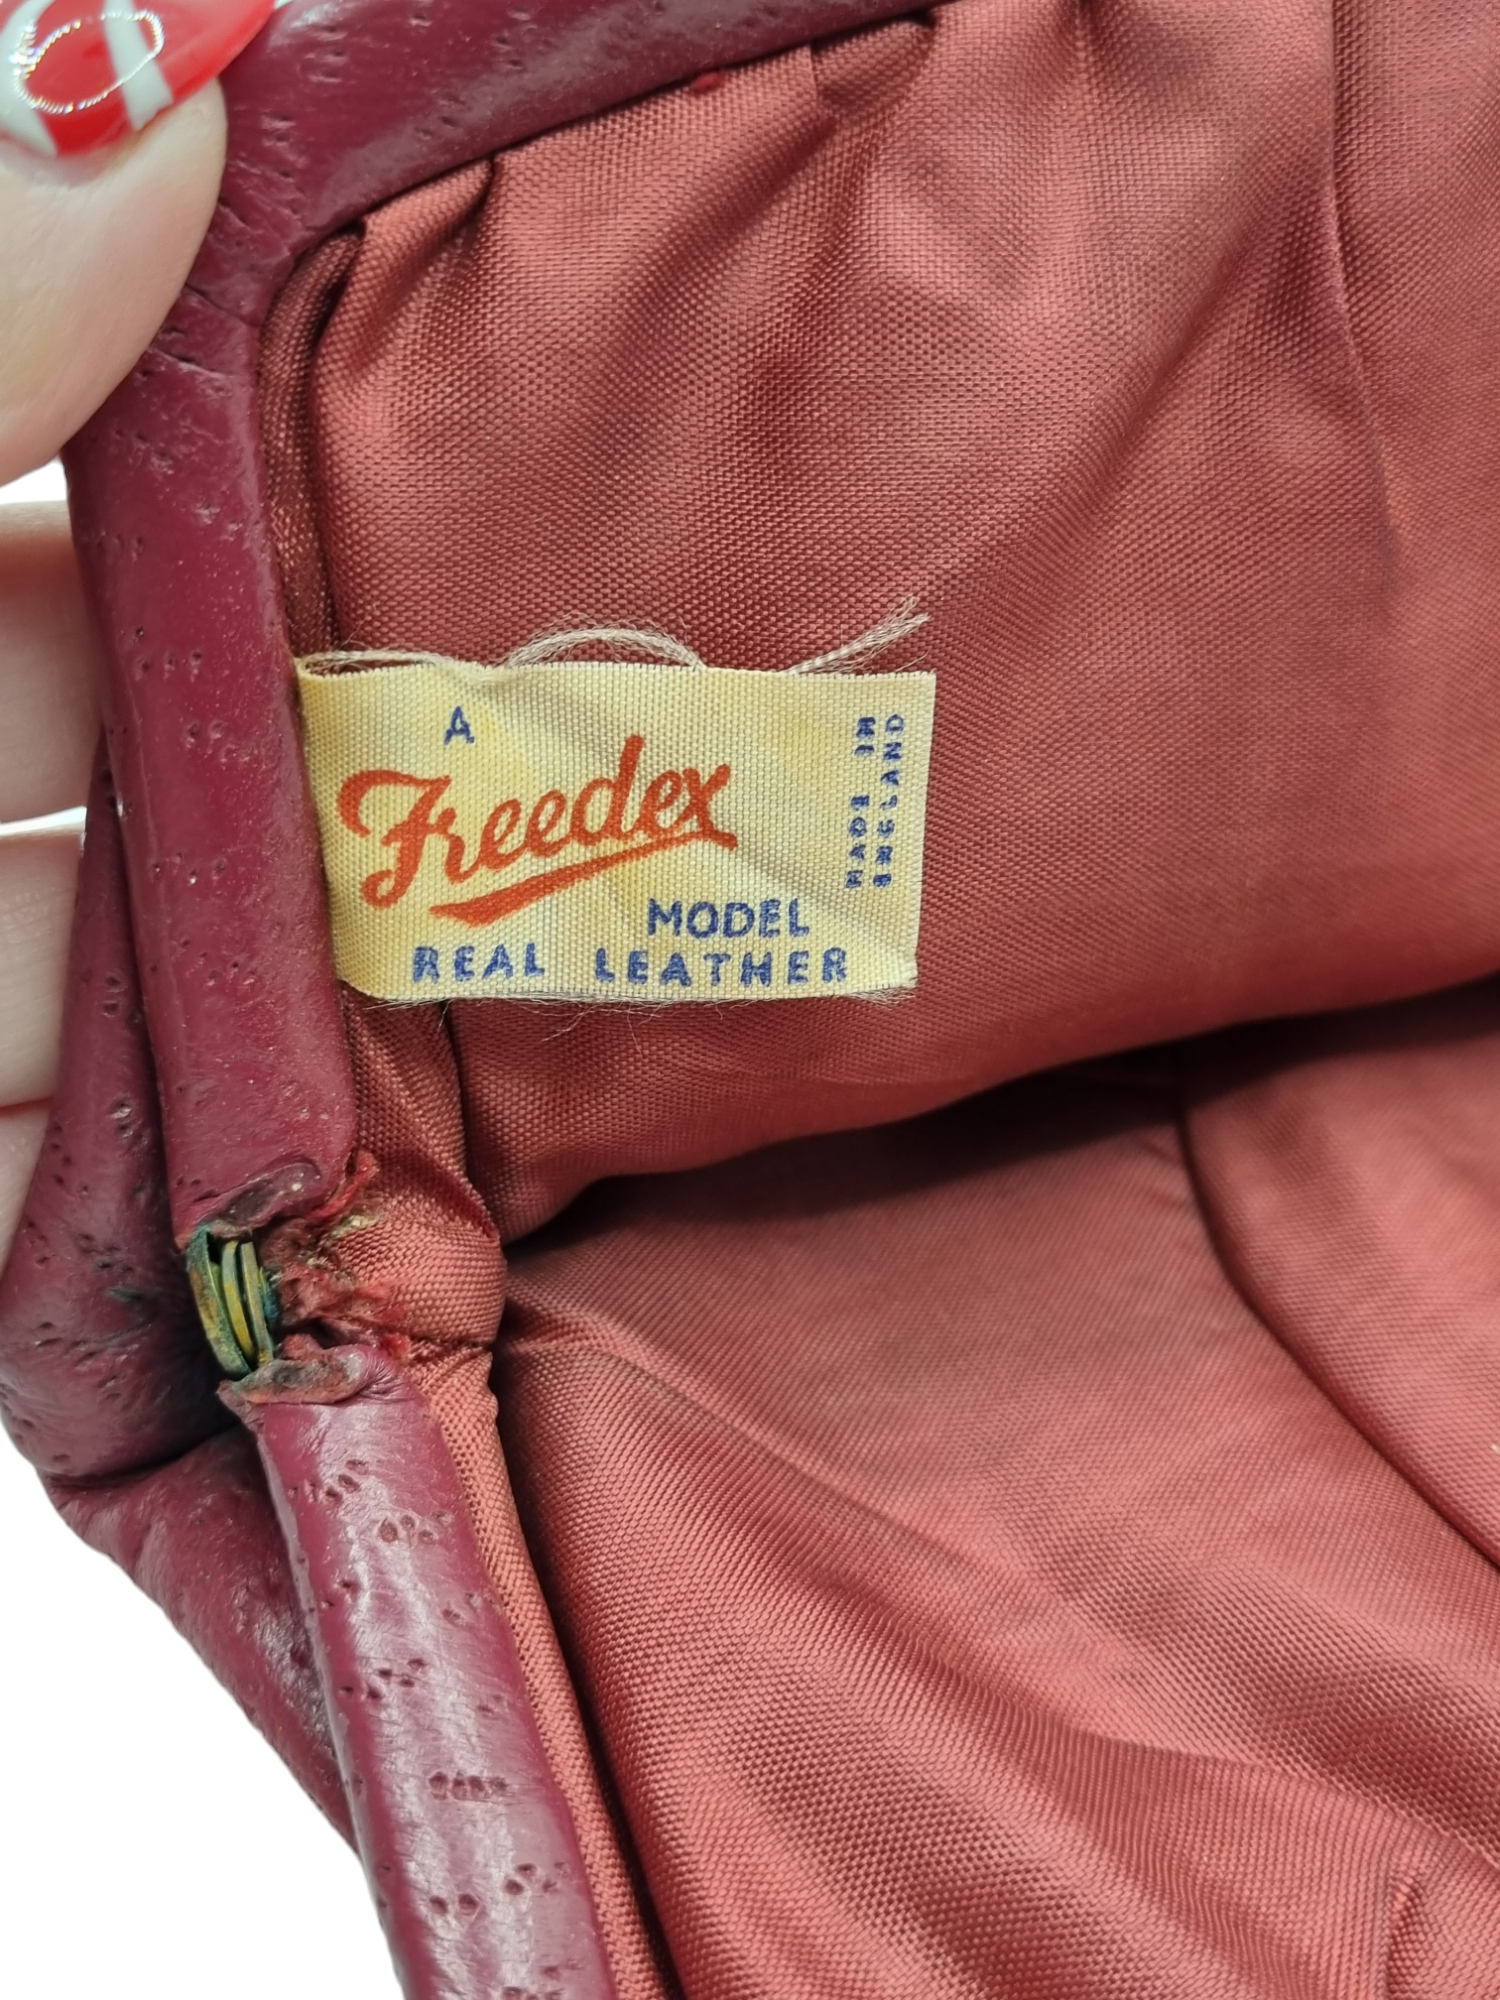 A
Freedex
MODEL
REAL LEATHER
MADE IN
ENGLAND